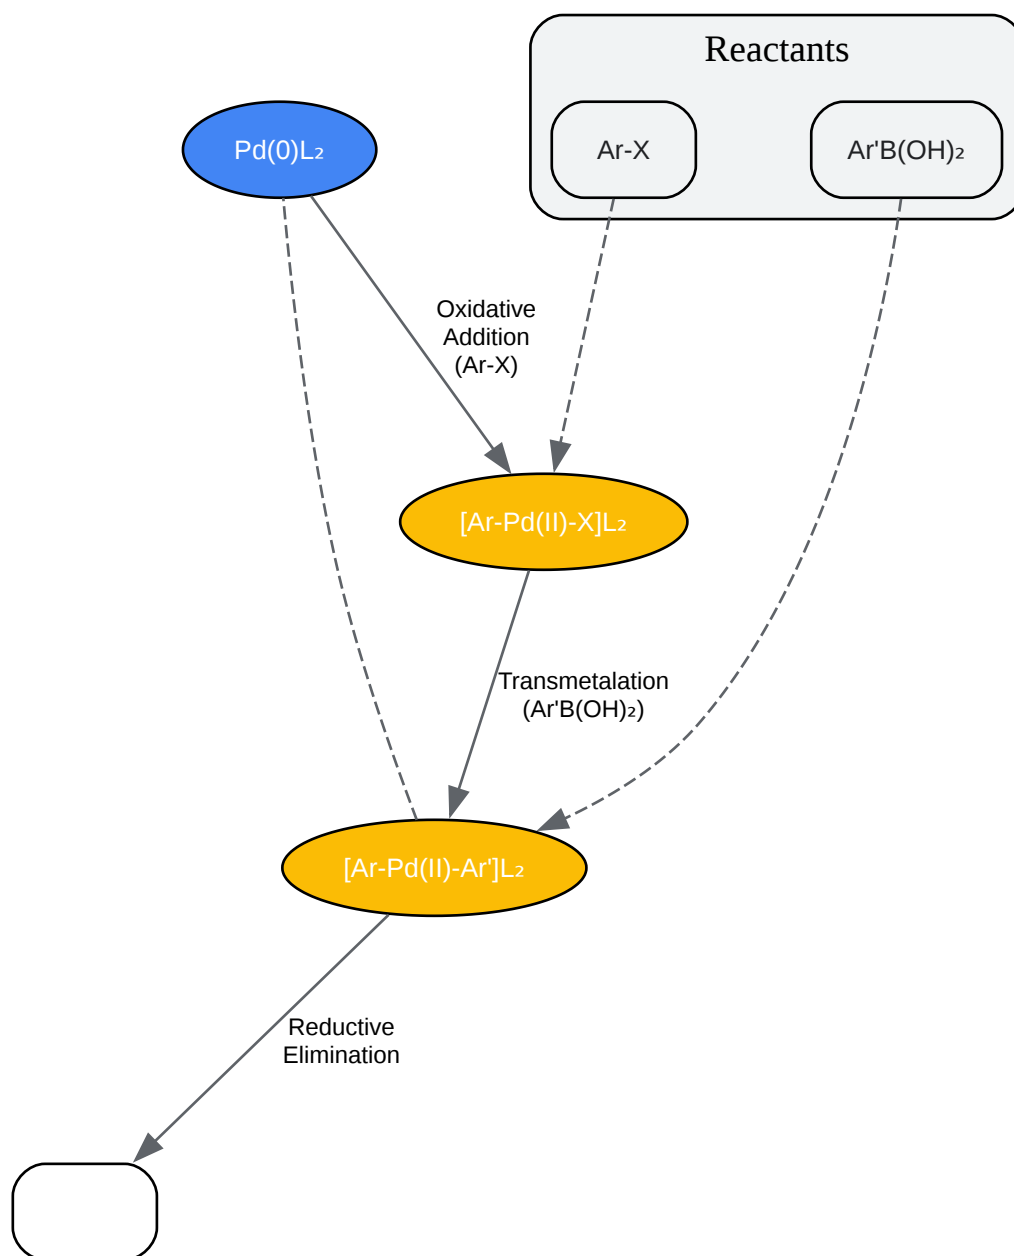 Reactants
Pd(0)L₂
Ar-X
Ar'B(OH)₂
Oxidative
Addition
(Ar-X)
[Ar-Pd(II)-X]L₂
Transmetalation
(Ar'B(OH)₂)
[Ar-Pd(II)-Ar']L₂
Reductive
Elimination